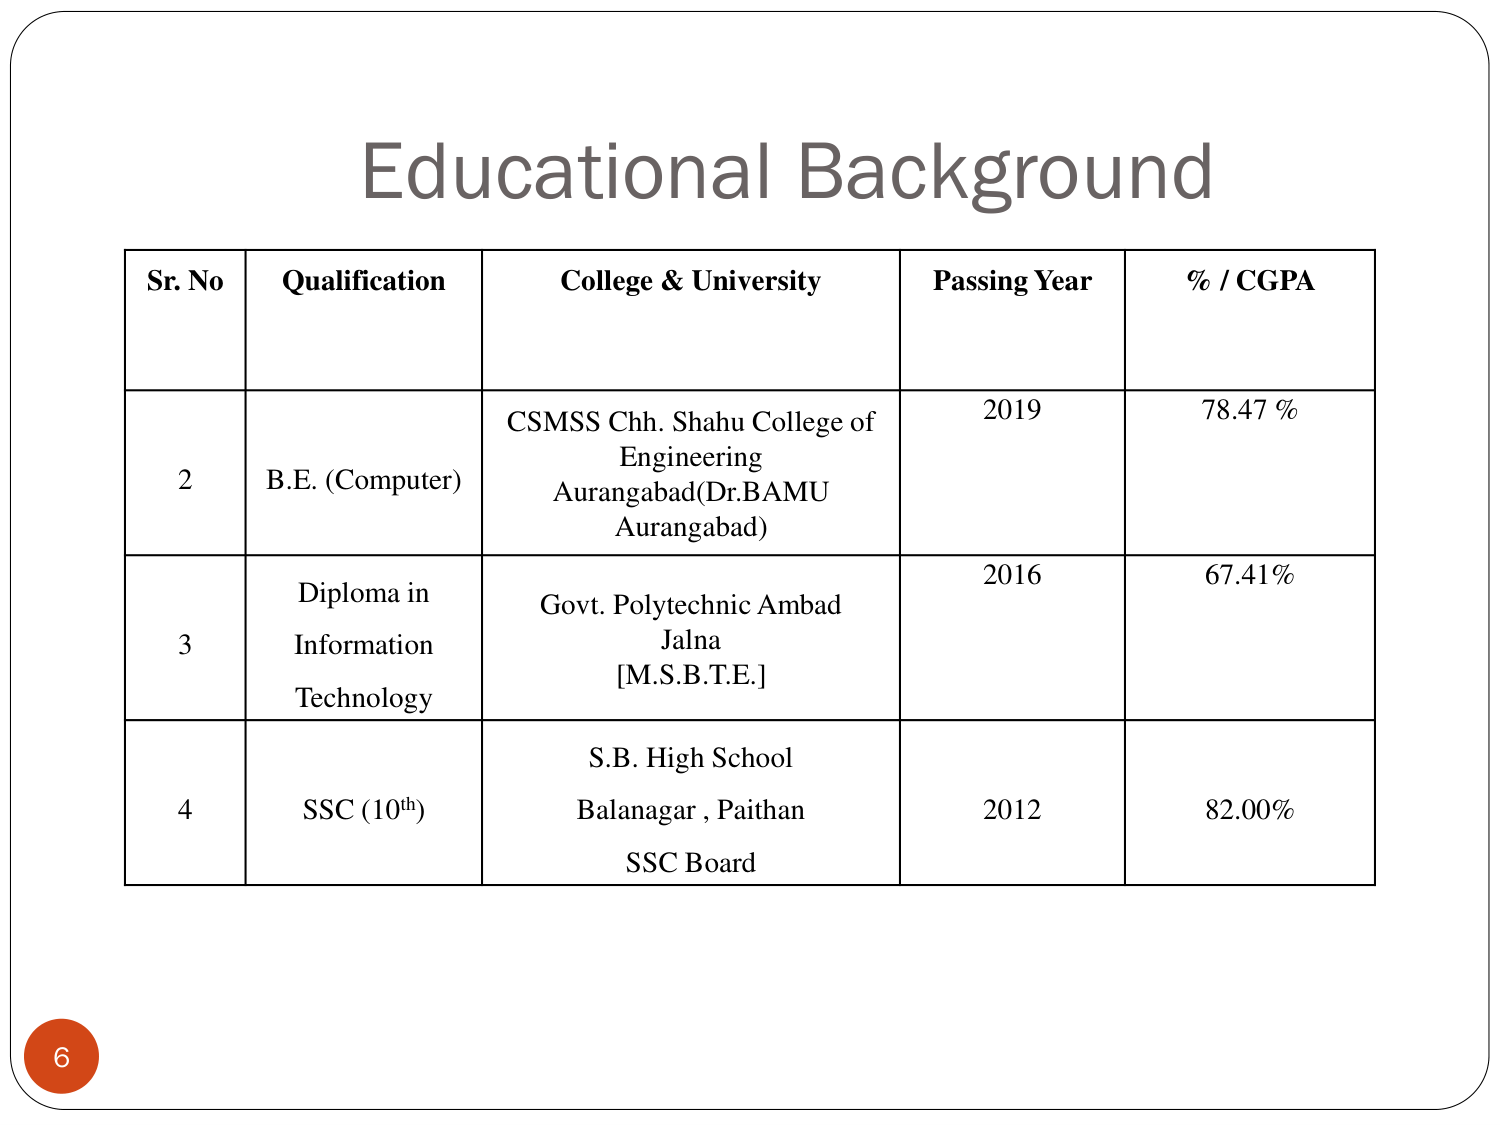 Educational Background
Sr. No Qualification College & University Passing Year % / CGPA
2 B.E. (Computer) CSMSS Chh. Shahu College of
Engineering
Aurangabad(Dr.BAMU
Aurangabad) 2019 78.47 %
3 Diploma in
Information
Technology Govt. Polytechnic Ambad
Jalna
[M.S.B.T.E.] 2016 67.41%
4 SSC (10th) S.B. High School
Balanagar , Paithan
SSC Board 2012 82.00%
6